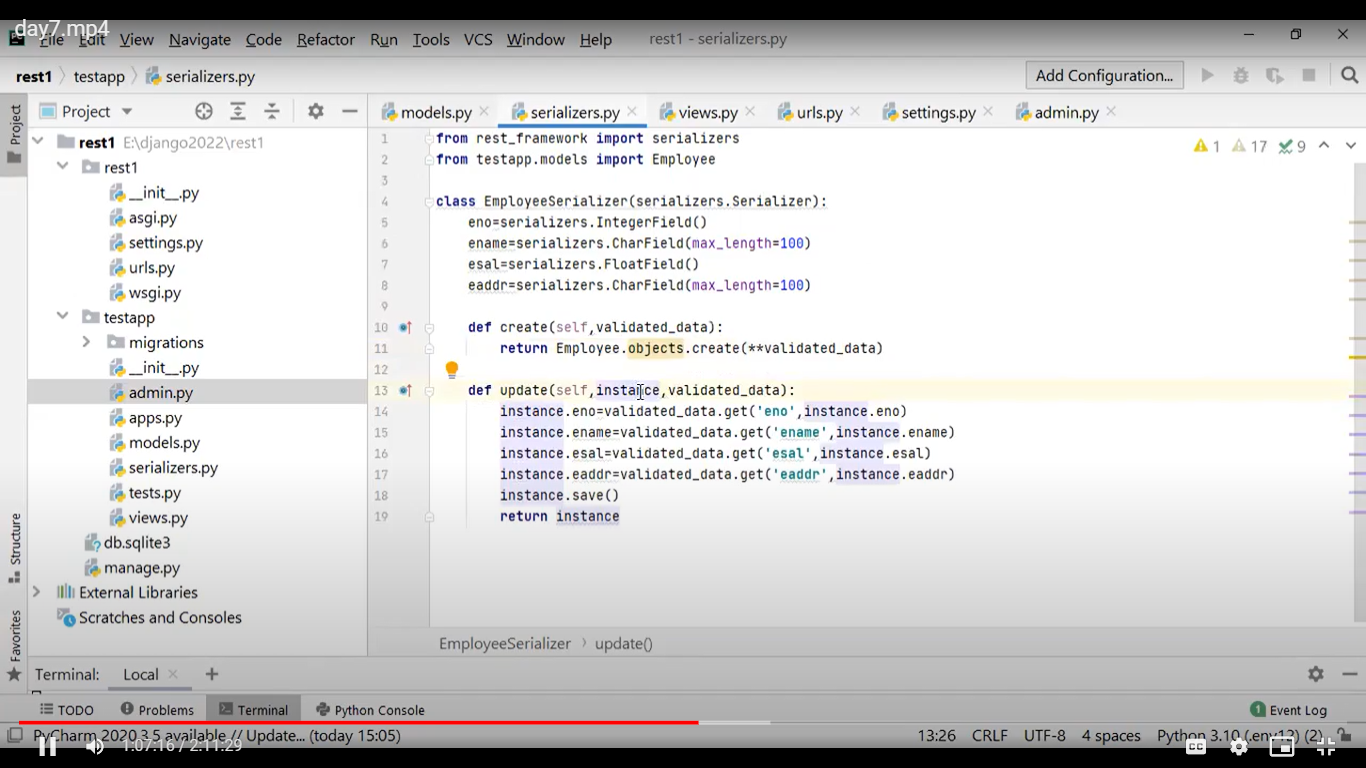 day7.mp4
File Edit View Navigate Code Refactor Run Tools VCS Window Help rest1 - serializers.py
rest1 testapp serializers.py Add Configuration...
Project models.py serializers.py views.py urls.py settings.py admin.py
Project
rest1 E:\django2022\rest1
rest1
__init__.py
asgi.py
settings.py
urls.py
wsgi.py
testapp
migrations
__init__.py
admin.py
apps.py
models.py
serializers.py
tests.py
views.py
db.sqlite3
manage.py
External Libraries
Scratches and Consoles
Structure
Favorites
1 17 9
1 from rest_framework import serializers
2 from testapp.models import Employee
3
4 class EmployeeSerializer(serializers.Serializer):
5 eno=serializers.IntegerField()
6 ename=serializers.CharField(max_length=100)
7 esal=serializers.FloatField()
8 eaddr=serializers.CharField(max_length=100)
9
10 def create(self,validated_data):
11 return Employee.objects.create(**validated_data)
12
13 def update(self,instance,validated_data):
14 instance.eno=validated_data.get('eno',instance.eno)
15 instance.ename=validated_data.get('ename',instance.ename)
16 instance.esal=validated_data.get('esal',instance.esal)
17 instance.eaddr=validated_data.get('eaddr',instance.eaddr)
18 instance.save()
19 return instance
EmployeeSerializer update()
Terminal: Local
TODO Problems Terminal Python Console 1 Event Log
PyCharm 2020.3.5 available // Update... (today 15:05) 13:26 CRLF UTF-8 4 spaces Python 3.10 (.env12) (2)
1:07:16 / 2:11:29 CC